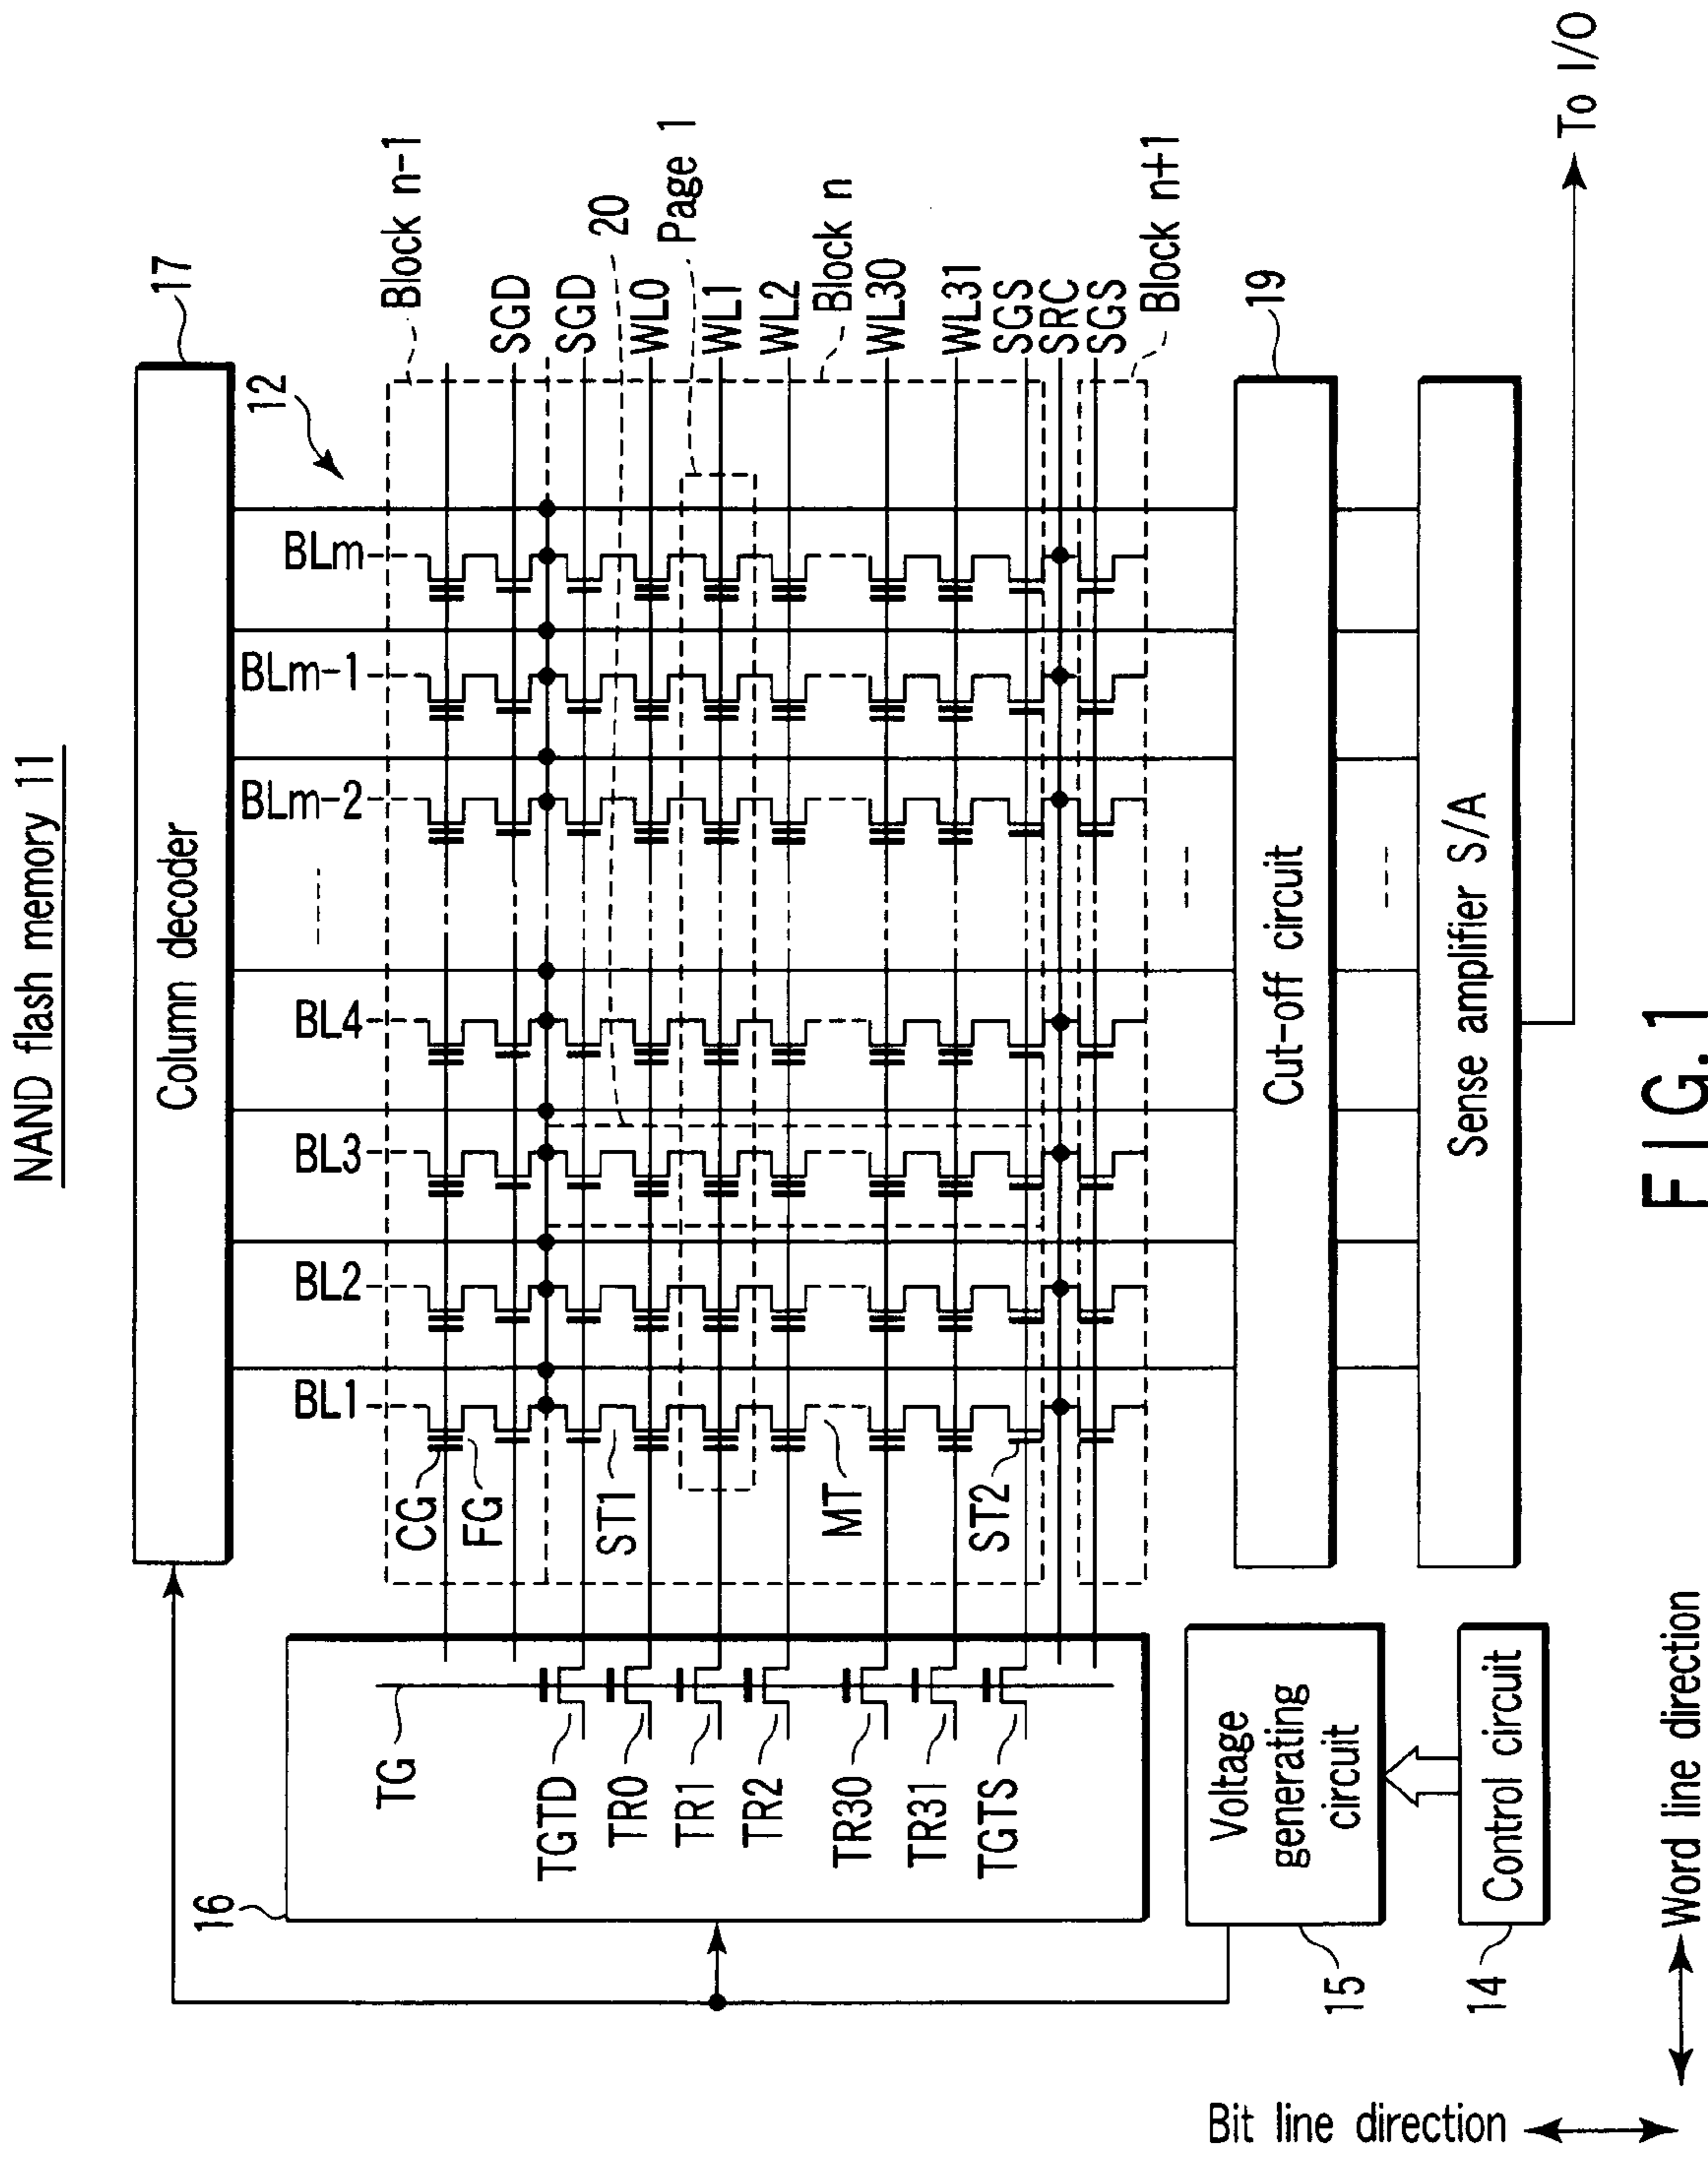 NAND flash memory 11
17
Column decoder
12
BL1
BL2
BL3
BL4
BLm-2
BLm-1
BLm
Block n-1
CG
FG
SGD
SGD
20
ST1
WL0
Page 1
WL1
WL2
MT
Block n
WL30
WL31
ST2
SGS
SRC
SGS
Block n+1
16
TG
TGTD
TR0
TR1
TR2
TR30
TR31
TGTS
19
Cut-off circuit
Voltage
generating
circuit
15
Sense amplifier S/A
Control circuit
14
To I/O
Bit line direction
Word line direction
FIG.1